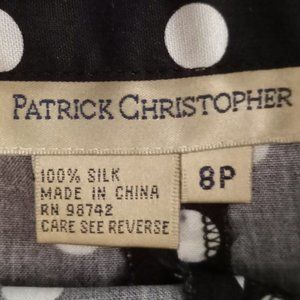 PATRICK CHRISTOPHER
100% SILK
MADE IN CHINA
RN 98742
CARE SEE REVERSE
8P